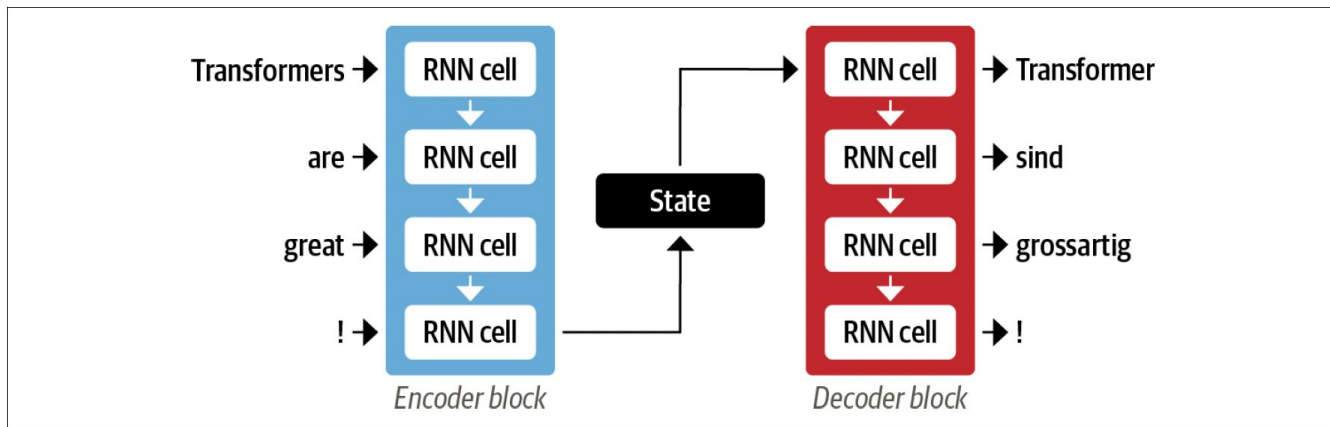 Transformers
are
great
!
RNN cell
RNN cell
RNN cell
RNN cell
Encoder block
State
RNN cell
RNN cell
RNN cell
RNN cell
Decoder block
Transformer
sind
grossartig
!